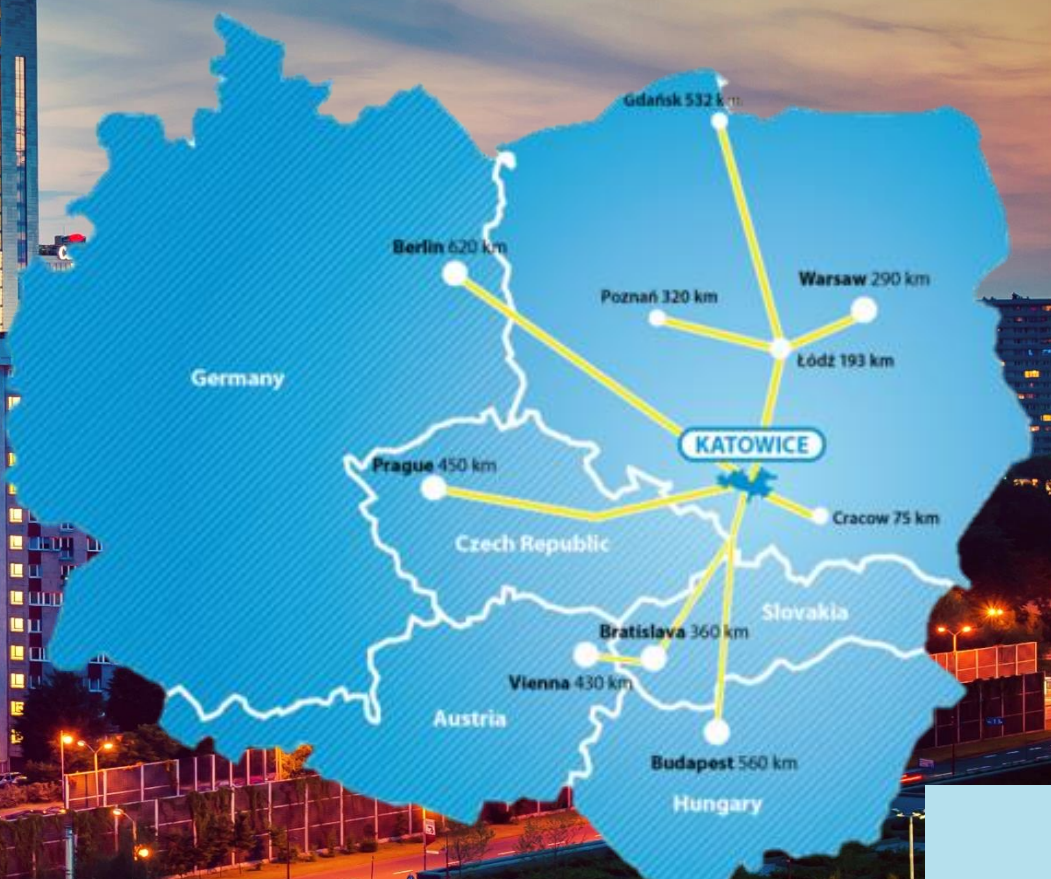 Gdańsk 532 km
Berlin 620 km
Warsaw 290 km
Poznań 320 km
Łódź 193 km
Germany
KATOWICE
Prague 450 km
Cracow 75 km
Czech Republic
Slovakia
Bratislava 360 km
Vienna 430 km
Austria
Budapest 560 km
Hungary